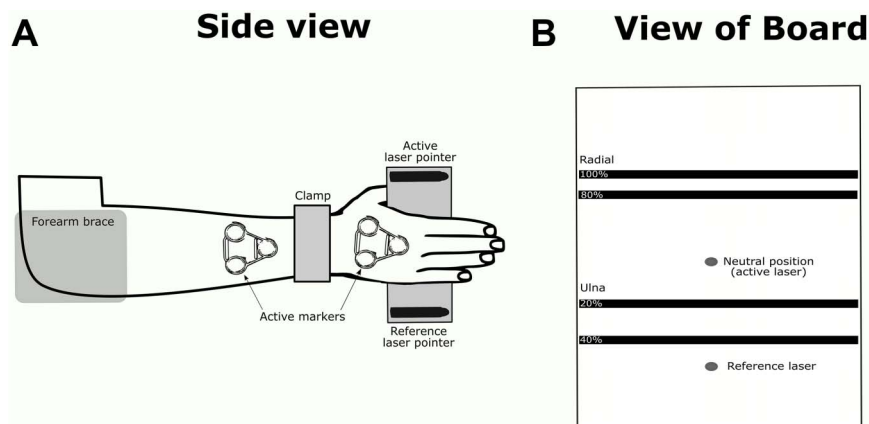 A
Side view
Active
laser pointer
Clamp
Forearm brace
Active markers
Reference
laser pointer
B
View of Board
Radial
100%
80%
Neutral position
(active laser)
Ulna
20%
40%
Reference laser